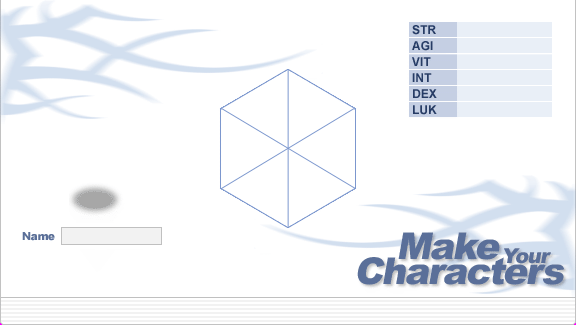 STR
AGI
VIT
INT
DEX
LUK
Name
Make Your
Characters